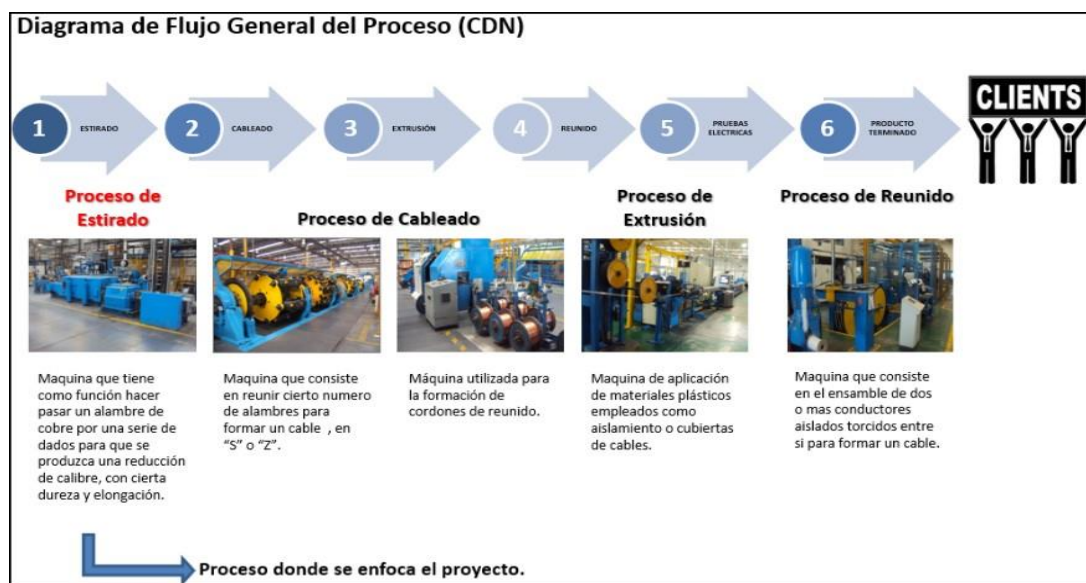 Diagrama de Flujo General del Proceso (CDN)
1
ESTIRADO
2
CABLEADO
3
EXTRUSIÓN
4
REUNIDO
5
PRUEBAS
ELECTRICAS
6
PRODUCTO
TERMINADO
CLIENTS
Proceso de
Estirado
Proceso de Cableado
Proceso de
Extrusión
Proceso de Reunido
Maquina que tiene
como función hacer
pasar un alambre de
cobre por una serie de
dados para que se
produzca una reducción
de calibre, con cierta
dureza y elongación.
Maquina que consiste
en reunir cierto numero
de alambres para
formar un cable , en
“S” o “Z”.
Máquina utilizada para
la formación de
cordones de reunido.
Maquina de aplicación
de materiales plásticos
empleados como
aislamiento o cubiertas
de cables.
Maquina que consiste
en el ensamble de dos
o mas conductores
aislados torcidos entre
si para formar un cable.
Proceso donde se enfoca el proyecto.